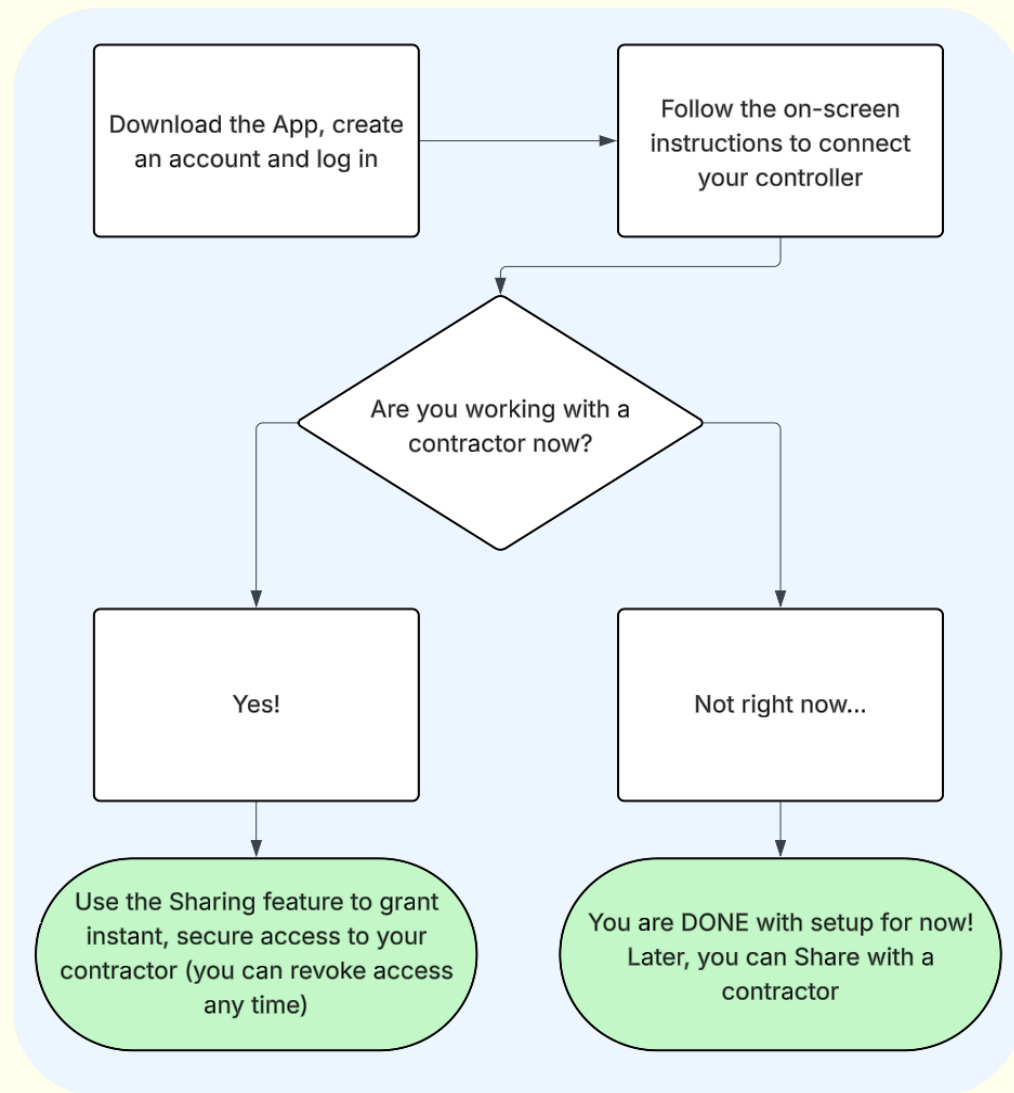 Download the App, create
an account and log in
Follow the on-screen
instructions to connect
your controller
Are you working with a
contractor now?
Yes!
Not right now...
Use the Sharing feature to grant
instant, secure access to your
contractor (you can revoke access
any time)
You are DONE with setup for now!
Later, you can Share with a
contractor